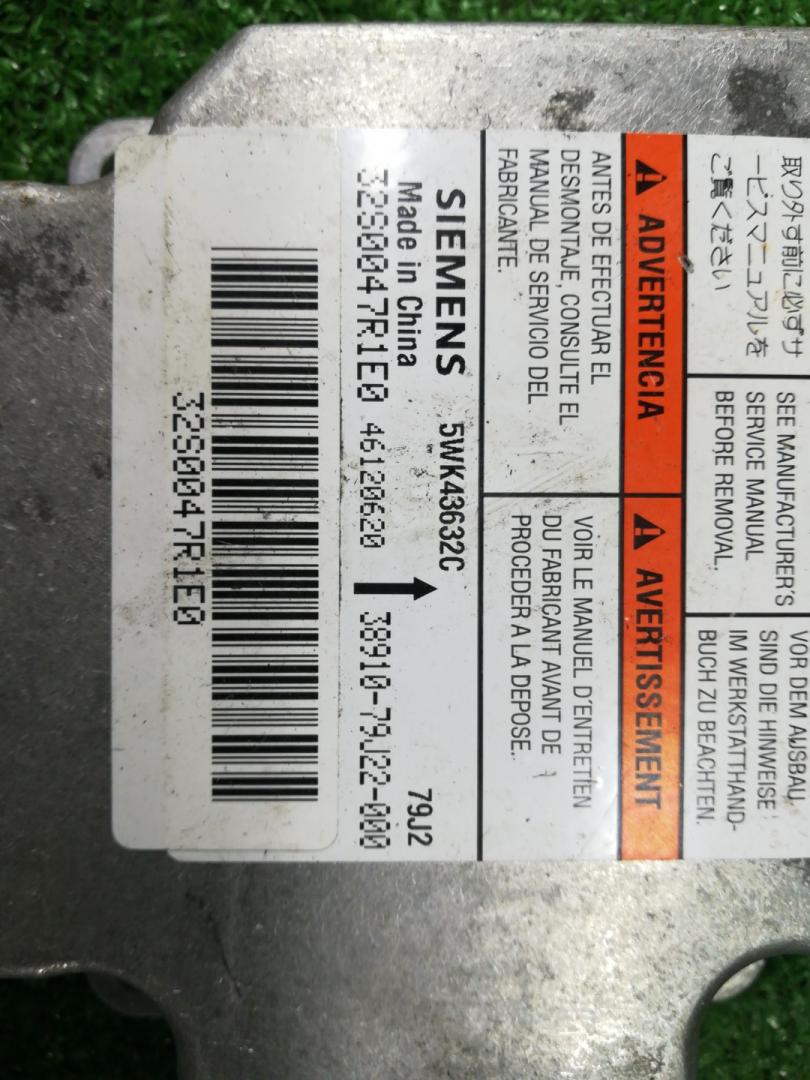 取り外す前に必ずサ
ービスマニュアルを
ご覧ください
SEE MANUFACTURER'S
SERVICE MANUAL
BEFORE REMOVAL.
VOR DEM AUSBAU
SIND DIE HINWEISE
IM WERKSTATTHAND-
BUCH ZU BEACHTEN.
ADVERTENCIA
AVERTISSEMENT
ANTES DE EFECTUAR EL
DESMONTAJE, CONSULTE EL
MANUAL DE SERVICIO DEL
FABRICANTE.
VOIR LE MANUEL D'ENTRETIEN
DU FABRICANT AVANT DE
PROCEDER A LA DEPOSE.
SIEMENS 5WK43632C
Made in China 79J2
32S0047R1E0 46120620 38910-79J22-000
32S0047R1E0